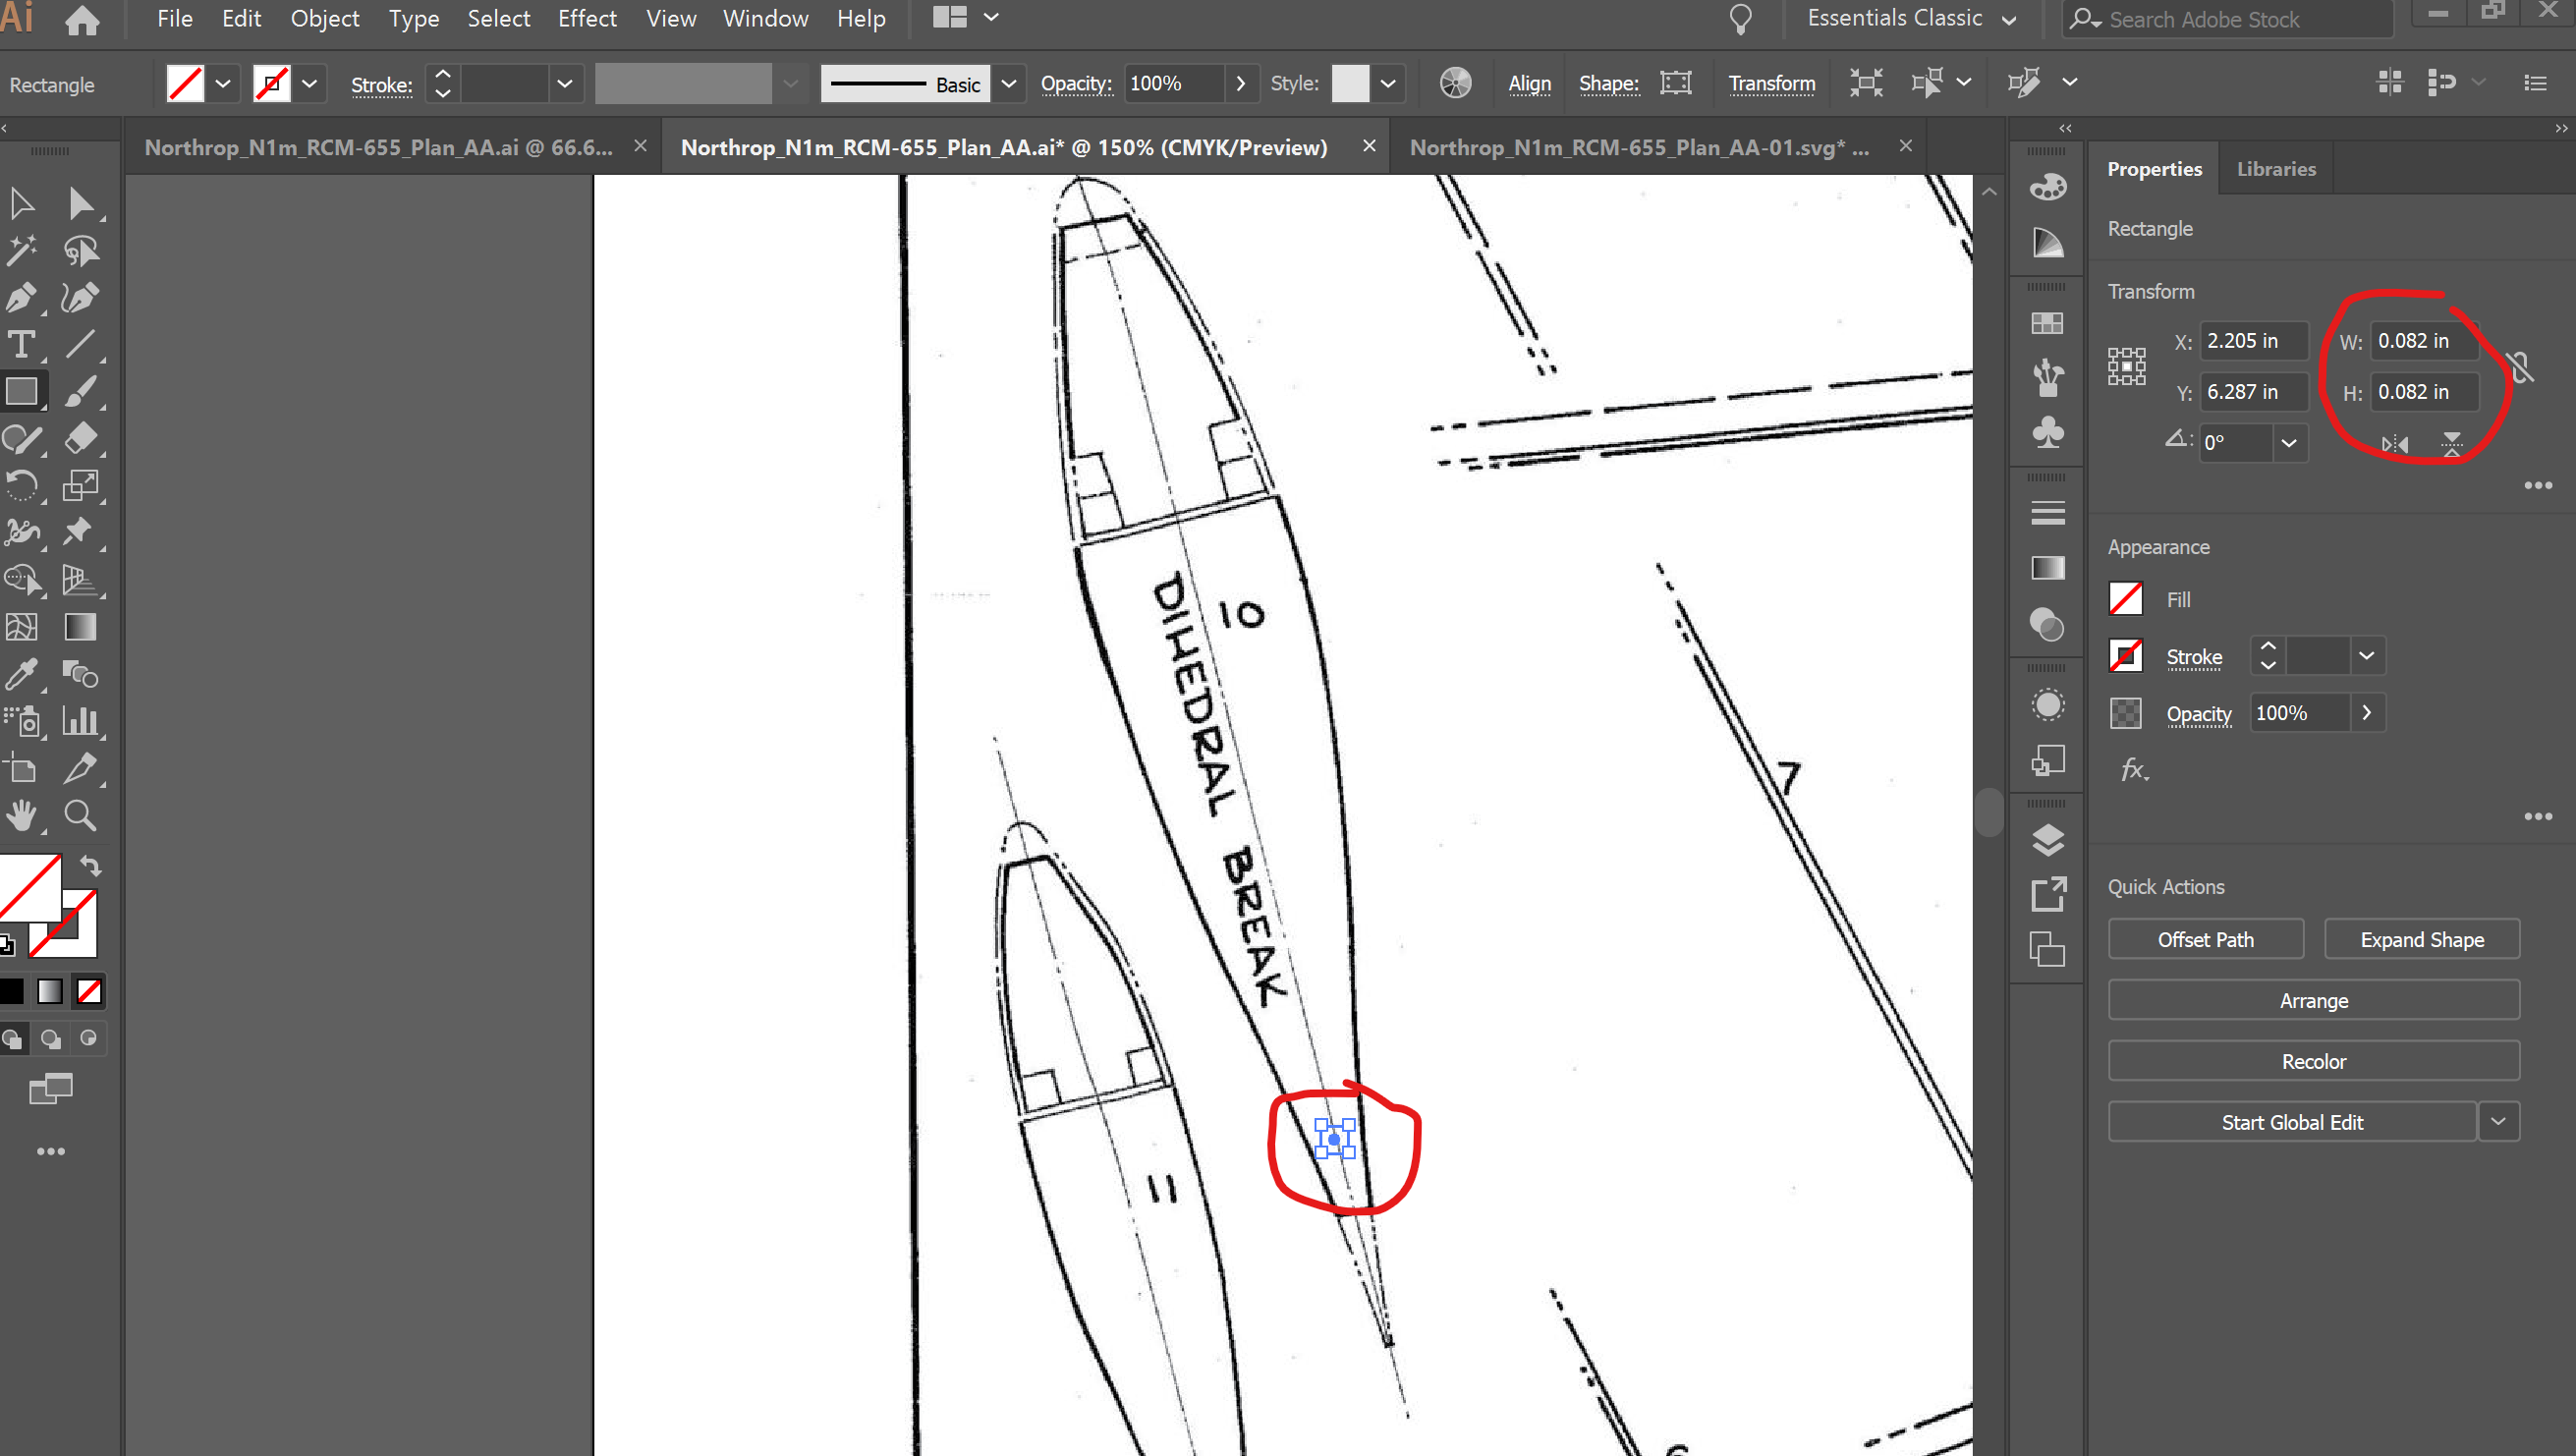 Ai File Edit Object Type Select Effect View Window Help Essentials Classic Search Adobe Stock
Rectangle Stroke: Basic Opacity: 100% Style: Align Shape: Transform
Northrop_N1m_RCM-655_Plan_AA.ai @ 66.6... Northrop_N1m_RCM-655_Plan_AA.ai* @ 150% (CMYK/Preview) Northrop_N1m_RCM-655_Plan_AA-01.svg* ...
Properties Libraries
Rectangle
Transform
X: 2.205 in W: 0.082 in
Y: 6.287 in H: 0.082 in
0°
Appearance
Fill
Stroke
Opacity 100%
fx
Quick Actions
Offset Path Expand Shape
Arrange
Recolor
Start Global Edit
10
DIHEDRAL BREAK
7
11